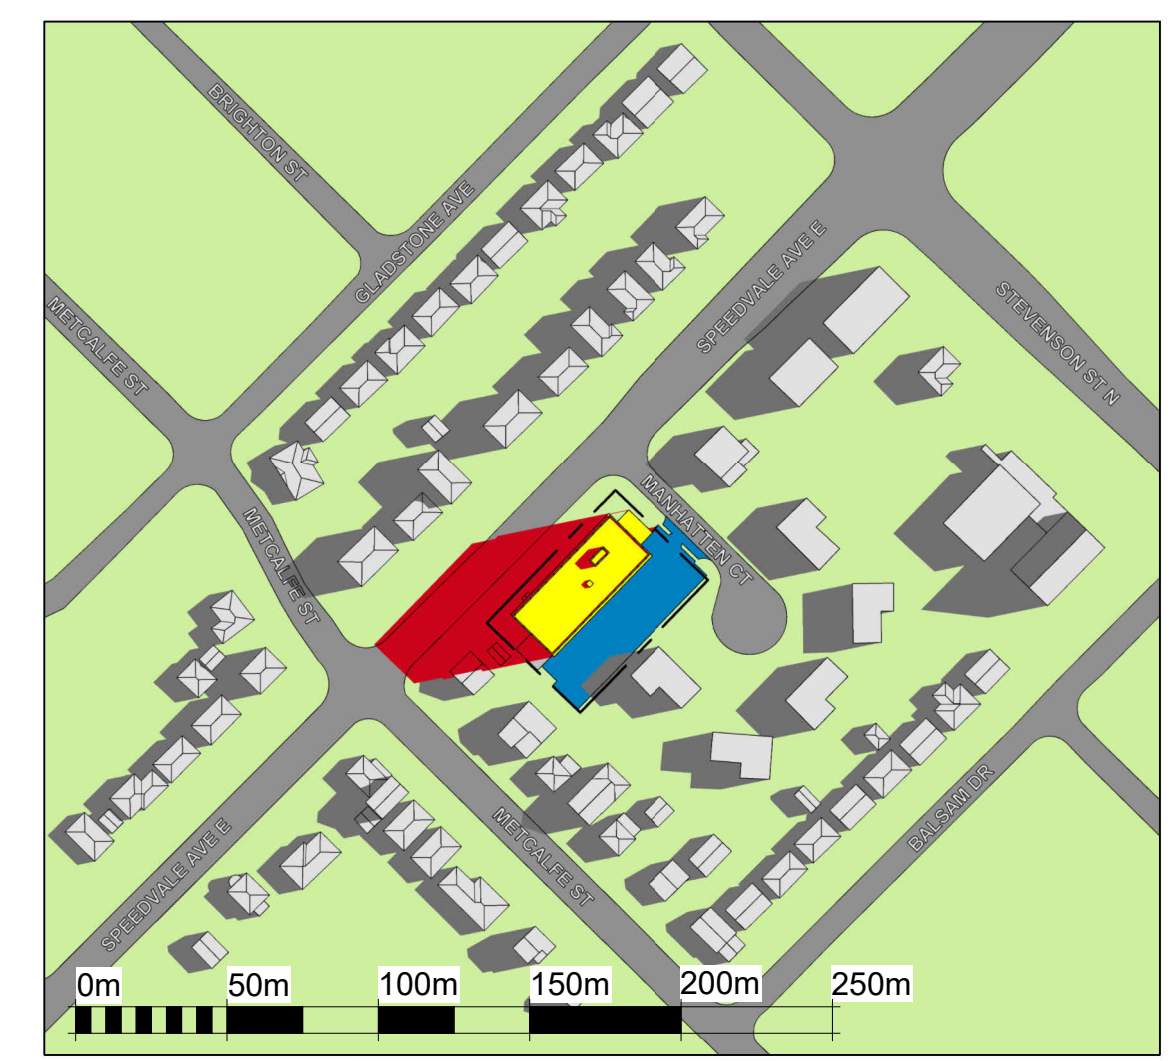 BRIGHTON ST
GLADSTONE AVE
METCALFE ST
SPEEDVALE AVE E
STEVENSON ST N
MANHATTEN CT
METCALFE ST
METCALFE ST
BALSAM DR
SPEEDVALE AVE E
0m 50m 100m 150m 200m 250m